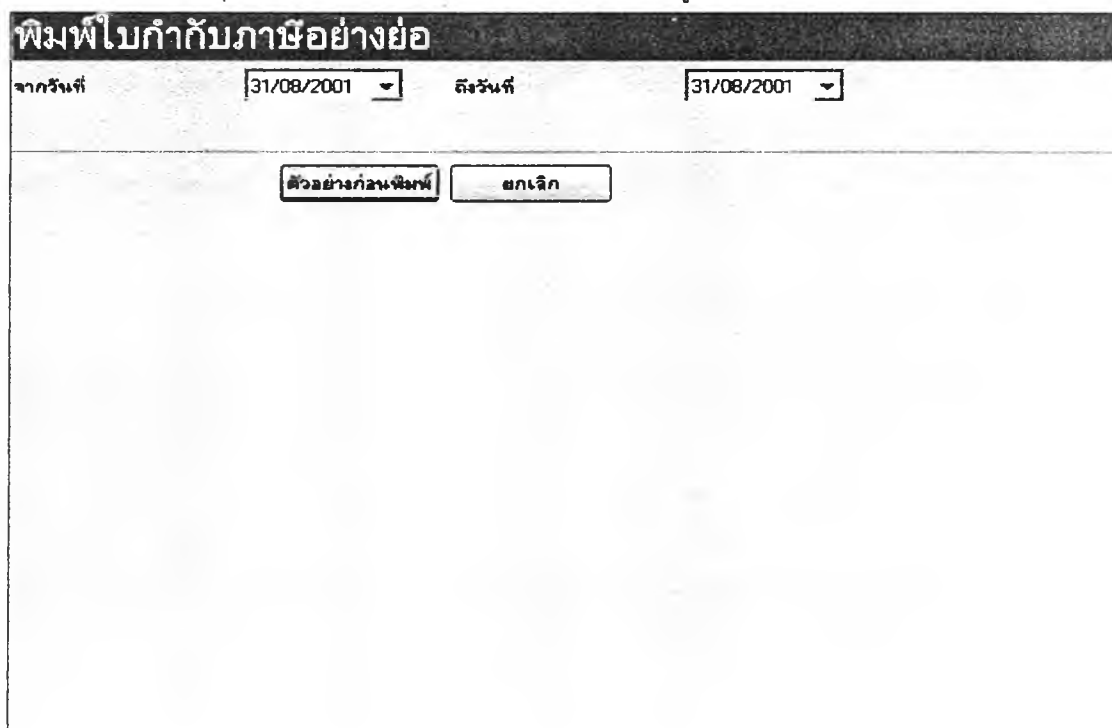 พิมพ์ใบกำกับภาษีอย่างย่อ
จากวันที่ 31/08/2001 ถึงวันที่ 31/08/2001
ตัวอย่างก่อนพิมพ์ ยกเลิก